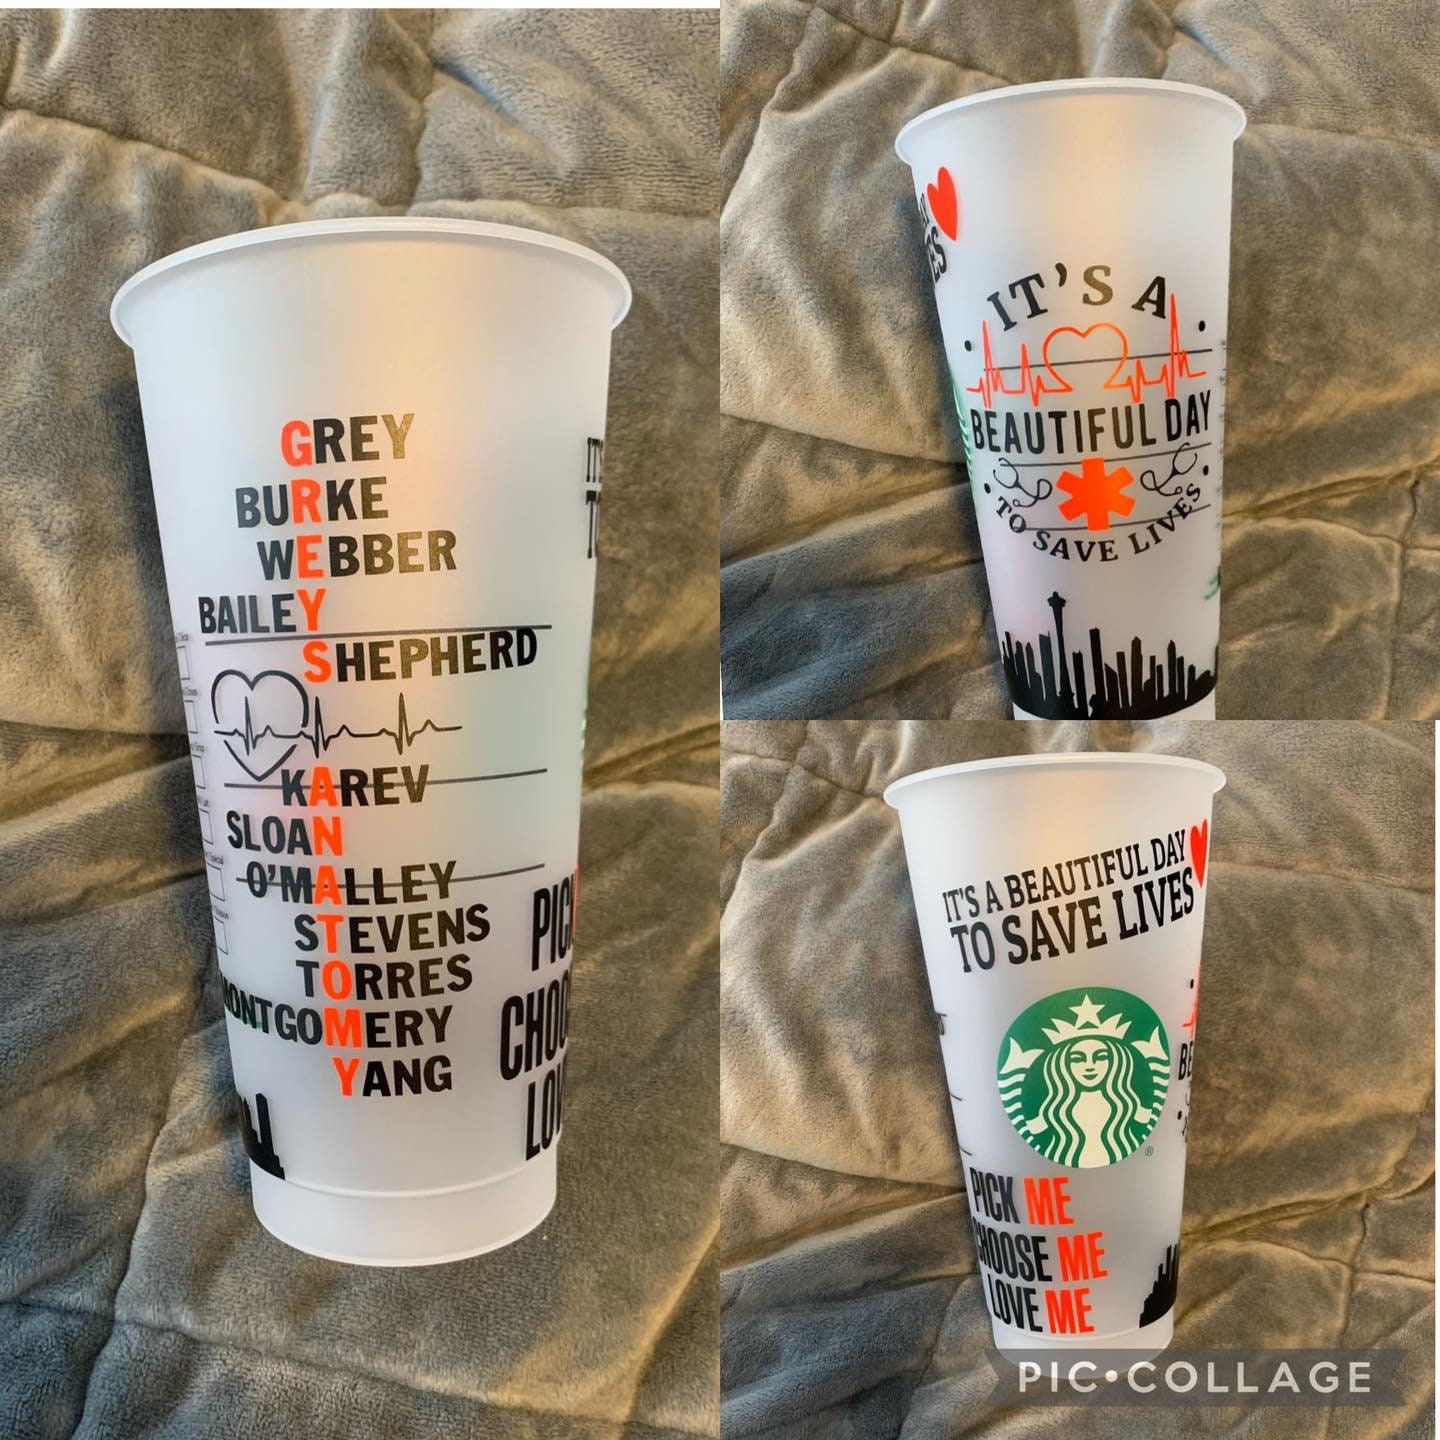 GREY
BURKE
WEBBER
BAILEY
SHEPHERD
KAREV
SLOAN
O'MALLEY
STEVENS
TORRES
MONTGOMERY
YANG
IT'S A
BEAUTIFUL DAY
TO SAVE LIVES
IT'S A BEAUTIFUL DAY
TO SAVE LIVES
®
PICK ME
CHOOSE ME
LOVE ME
PIC•COLLAGE